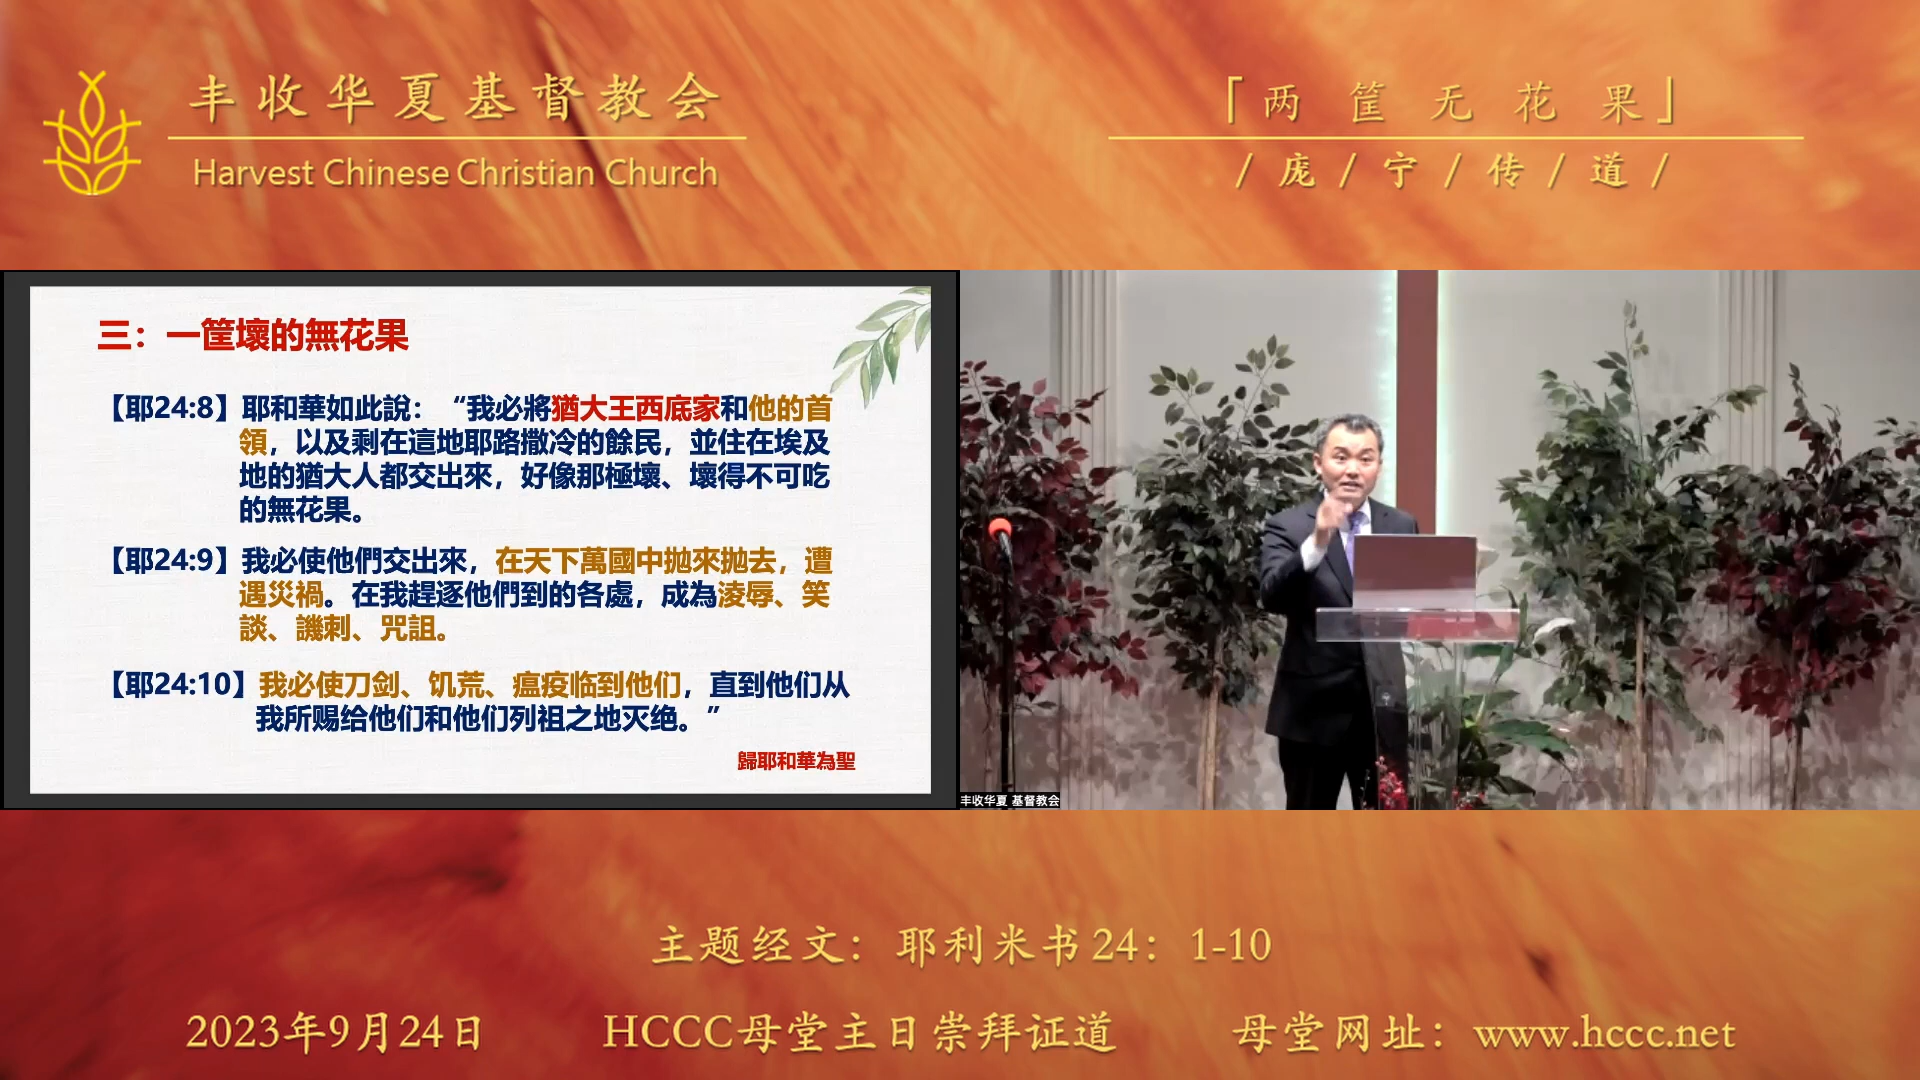 丰收华夏基督教会
Harvest Chinese Christian Church
「两筐无花果」
/ 庞 / 宁 / 传 / 道 /
三：一筐壞的無花果
【耶24:8】耶和華如此說：“我必將猶大王西底家和他的首
領，以及剩在這地耶路撒冷的餘民，並住在埃及
地的猶大人都交出來，好像那極壞、壞得不可吃
的無花果。
【耶24:9】我必使他們交出來，在天下萬國中拋來拋去，遭
遇災禍。在我趕逐他們到的各處，成為淩辱、笑
談、譏刺、咒詛。
【耶24:10】我必使刀剑、饥荒、瘟疫临到他们，直到他们从
我所赐给他们和他们列祖之地灭绝。”
歸耶和華為聖
丰收华夏 基督教会
主题经文：耶利米书 24：1-10
2023年9月24日
HCCC母堂主日崇拜证道
母堂网址：www.hccc.net